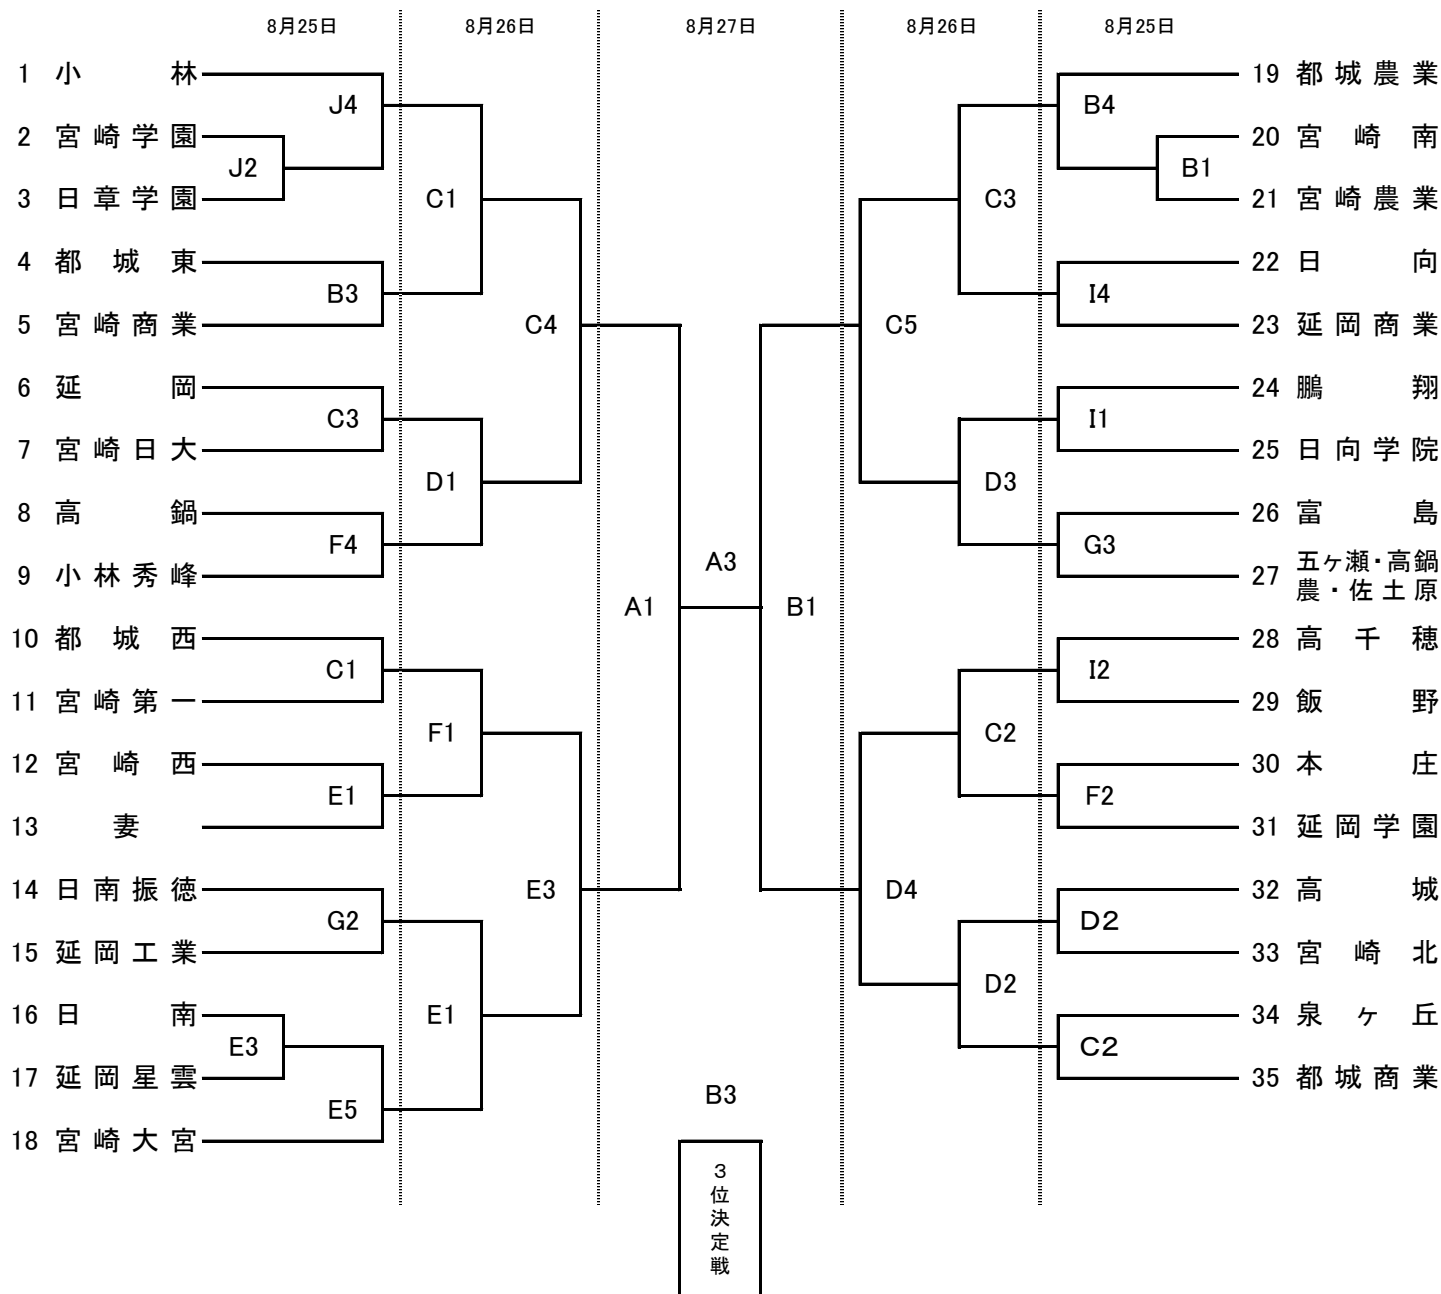 8月25日 8月26日 8月27日 8月26日 8月25日
1 小林 19 都城農業
J4 B4
2 宮崎学園 20 宮崎南
J2 B1
3 日章学園 C1 C3 21 宮崎農業
4 都城東 22 日向
B3 I4
5 宮崎商業 C4 C5 23 延岡商業
6 延岡 24 鵬翔
C3 I1
7 宮崎日大 25 日向学院
D1 D3
8 高鍋 26 富島
F4 G3
A3
9 小林秀峰 27 五ヶ瀬・高鍋
農・佐土原
A1 B1
10 都城西 28 高千穂
C1 I2
11 宮崎第一 29 飯野
F1 C2
12 宮崎西 30 本庄
E1 F2
13 妻 31 延岡学園
14 日南振徳 E3 D4 32 高城
G2 D2
15 延岡工業 33 宮崎北
D2
16 日南 E1 34 泉ヶ丘
E3 C2
17 延岡星雲 35 都城商業
B3
E5
18 宮崎大宮
3位決定戦